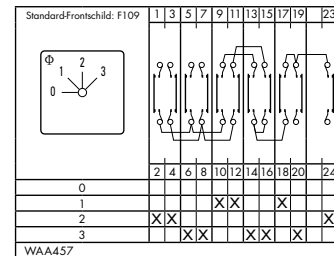 Standard-Frontschild: F109 1 3 5 7 9 11 13 15 17 19 23
Φ
0 1 2 3
2 4 6 8 10 12 14 16 18 20 24
0
1 X X X
2 X X X
3 X X X X X
WAA457